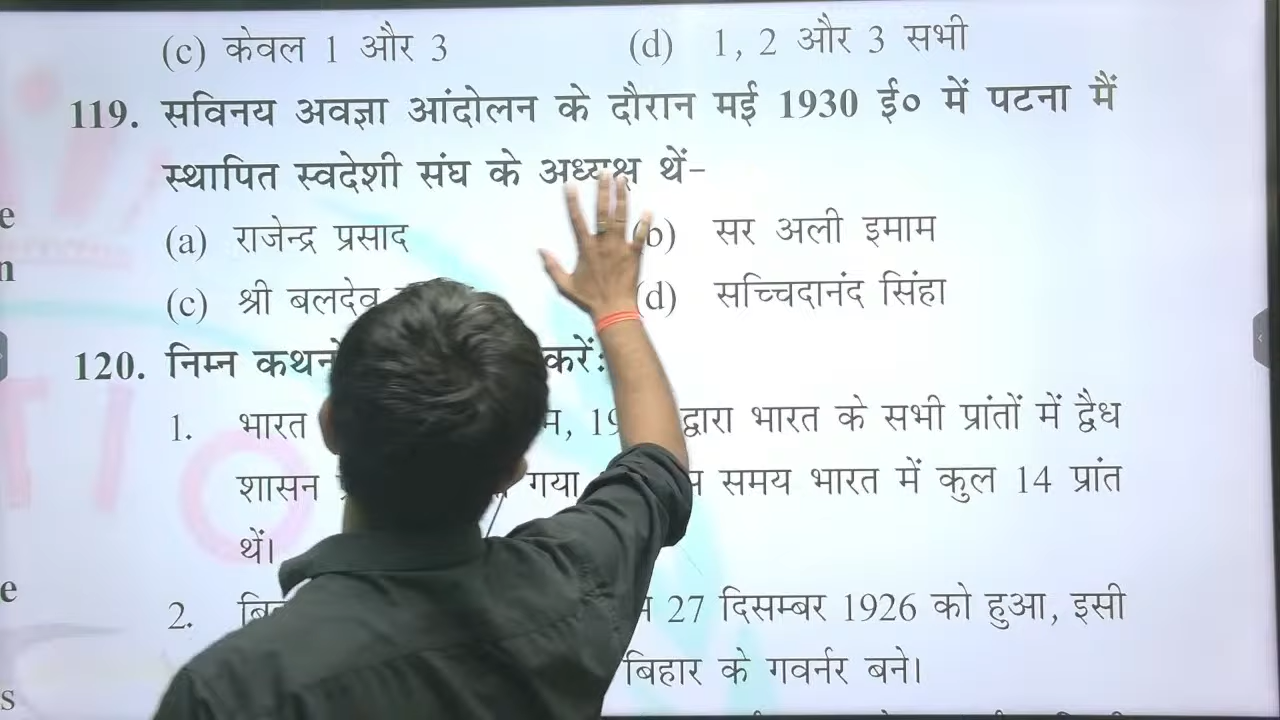 (c) केवल 1 और 3 (d) 1, 2 और 3 सभी
119. सविनय अवज्ञा आंदोलन के दौरान मई 1930 ई० में पटना मैं
स्थापित स्वदेशी संघ के अध्यक्ष थें-
(a) राजेन्द्र प्रसाद (b) सर अली इमाम
(c) श्री बलदेव (d) सच्चिदानंद सिंहा
120. निम्न करें:
1. भारत द्वारा भारत के सभी प्रांतों में द्वैध
शासन गया समय भारत में कुल 14 प्रांत
थें।
2. 27 दिसम्बर 1926 को हुआ, इसी
बिहार के गवर्नर बने।